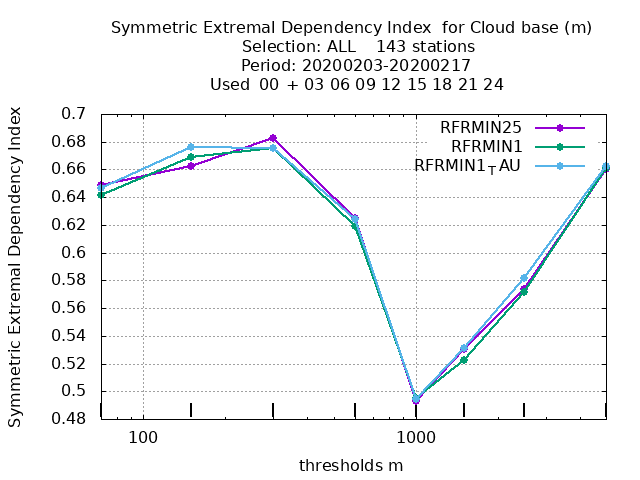 Symmetric Extremal Dependency Index  for Cloud base (m)
Selection: ALL    143 stations
Period: 20200203-20200217
Used  00 + 03 06 09 12 15 18 21 24
Symmetric Extremal Dependency Index
0.7
0.68
0.66
0.64
0.62
0.6
0.58
0.56
0.54
0.52
0.5
0.48
RFRMIN25
RFRMIN1
RFRMIN1_TAU
100
1000
thresholds m